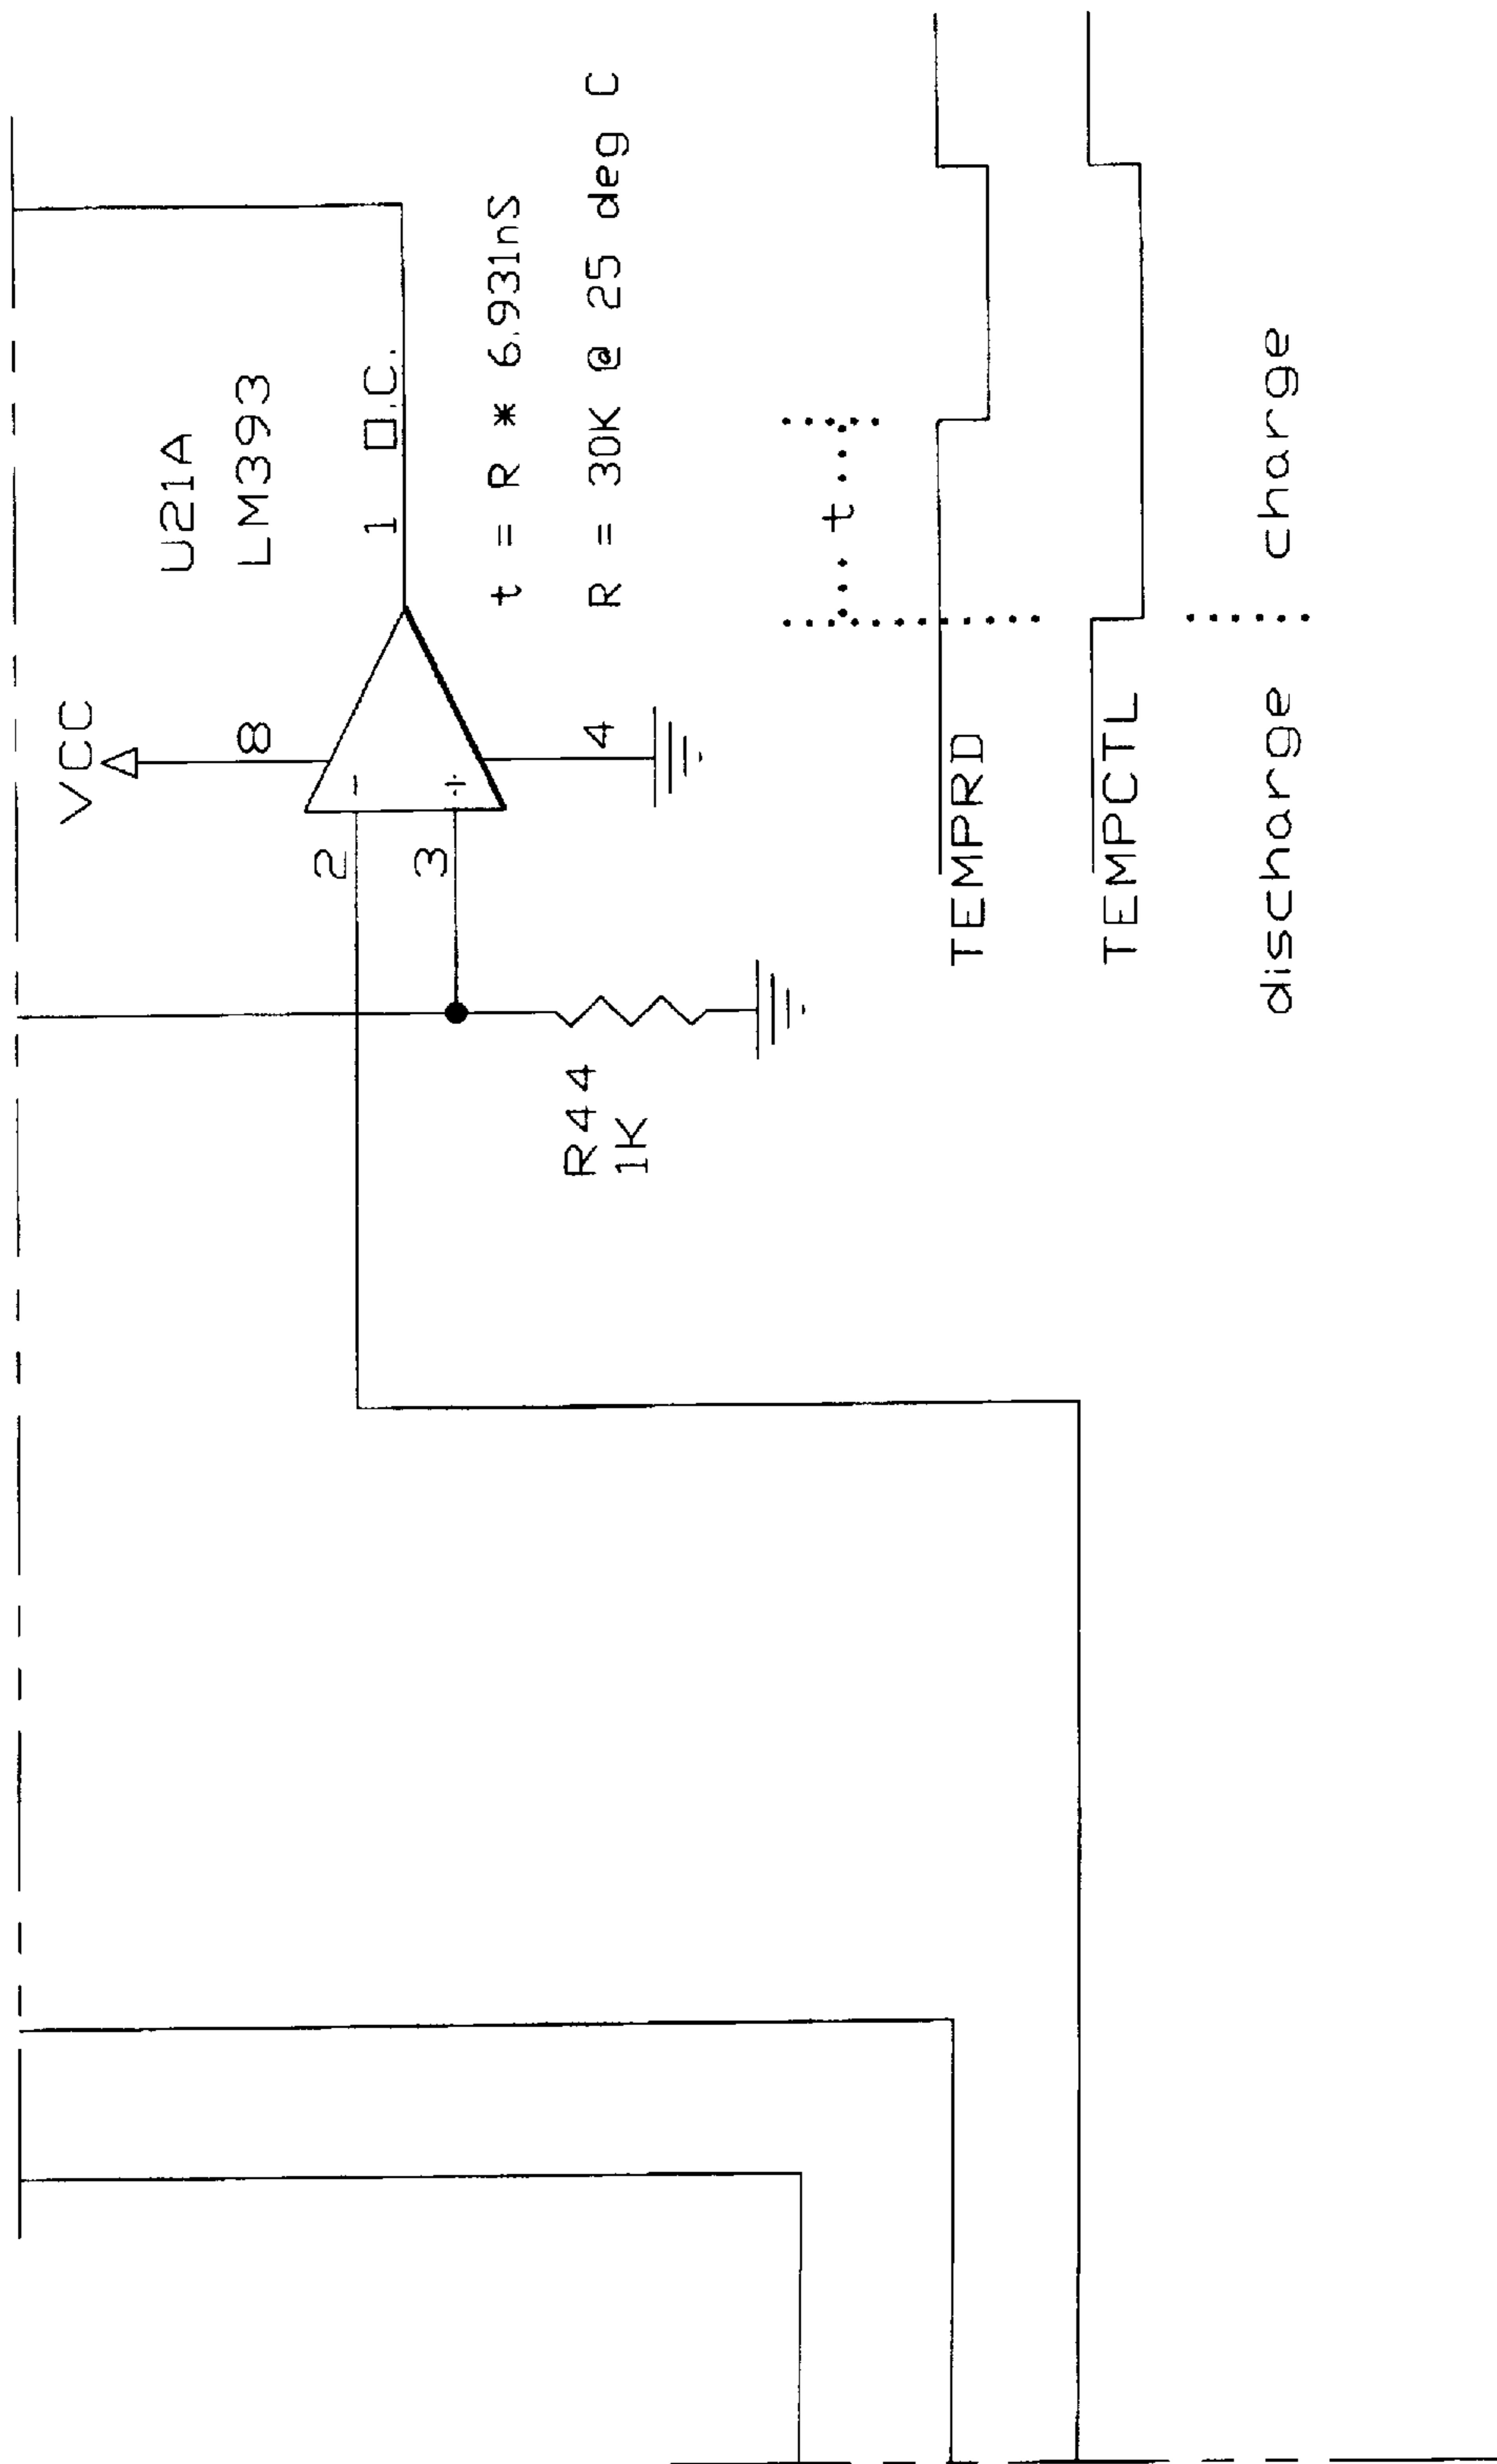 VCC
U21A
LM393
8
2
3
1 O.C.
4
-
+
t = R * 6.931nS
R = 30K @ 25 deg C
R44
1K
t
TEMPRD
TEMPCTL
discharge charge